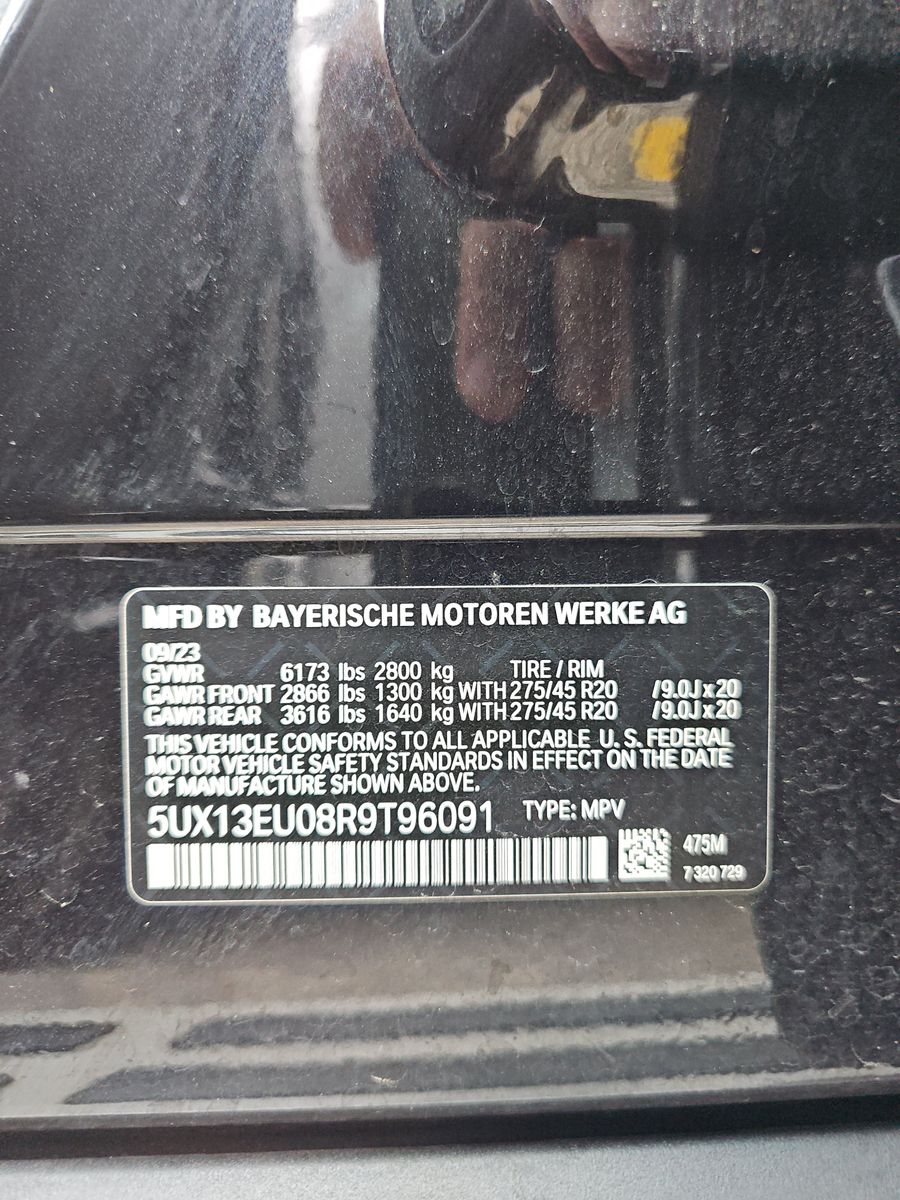 MFD BY BAYERISCHE MOTOREN WERKE AG
09/23
GVWR 6173 lbs 2800 kg TIRE / RIM
GAWR FRONT 2866 lbs 1300 kg WITH 275/45 R20 /9.0J x 20
GAWR REAR 3616 lbs 1640 kg WITH 275/45 R20 /9.0J x 20
THIS VEHICLE CONFORMS TO ALL APPLICABLE U. S. FEDERAL
MOTOR VEHICLE SAFETY STANDARDS IN EFFECT ON THE DATE
OF MANUFACTURE SHOWN ABOVE.
5UX13EU08R9T96091 TYPE: MPV
475M
7 320 729